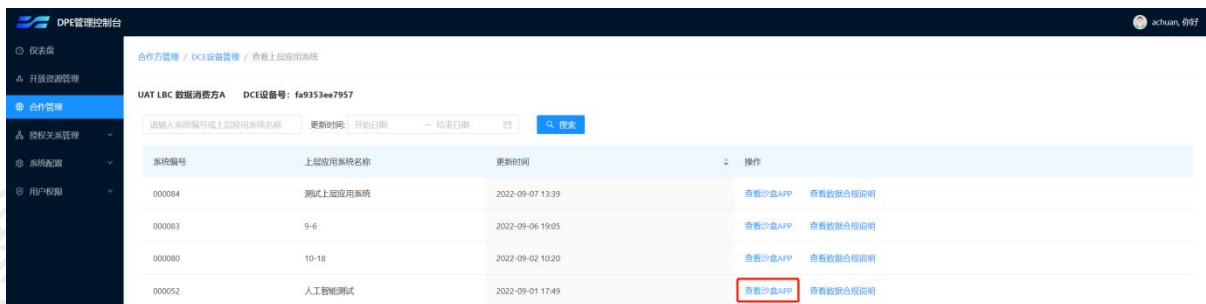 DPE管理控制台
achuan, 你好
仪表盘
开放资源管理
合作管理
授权关系管理
系统配置
用户权限
合作方管理 / DCE设备管理 / 查看上层应用系统
UAT LBC 数据消费方A DCE设备号：fa9353ee7957
请输入系统编号或上层应用系统名称 更新时间: 开始日期 → 结束日期 搜索
系统编号 上层应用系统名称 更新时间 操作
000084 测试上层应用系统 2022-09-07 13:39 查看沙盒APP 查看数据合规说明
000083 9-6 2022-09-06 19:05 查看沙盒APP 查看数据合规说明
000080 10-18 2022-09-02 10:20 查看沙盒APP 查看数据合规说明
000052 人工智能测试 2022-09-01 17:49 查看沙盒APP 查看数据合规说明